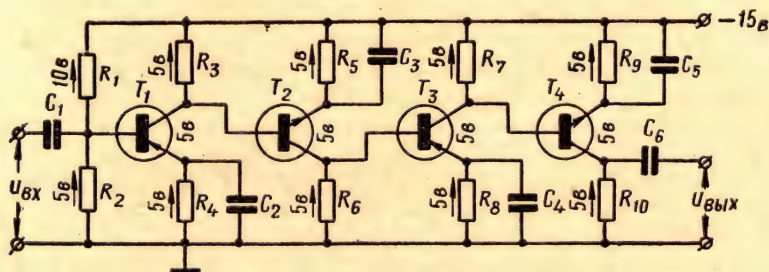 −15в
R₁ R₃ R₅ C₃ R₇ R₉ C₅
10в 5в 5в 5в 5в
C₁ T₁ T₂ T₃ T₄
5в 5в 5в 5в C₆
uвх 5в R₂ 5в R₄ C₂ 5в R₆ 5в R₈ C₄ 5в R₁₀ uвых